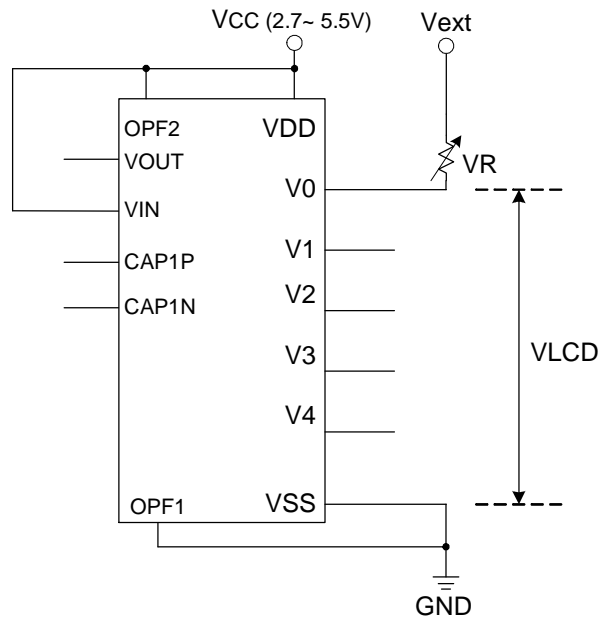 VCC (2.7~ 5.5V)
Vext
OPF2
VDD
VOUT
VR
V0
VIN
V1
CAP1P
V2
CAP1N
V3
VLCD
V4
OPF1
VSS
GND